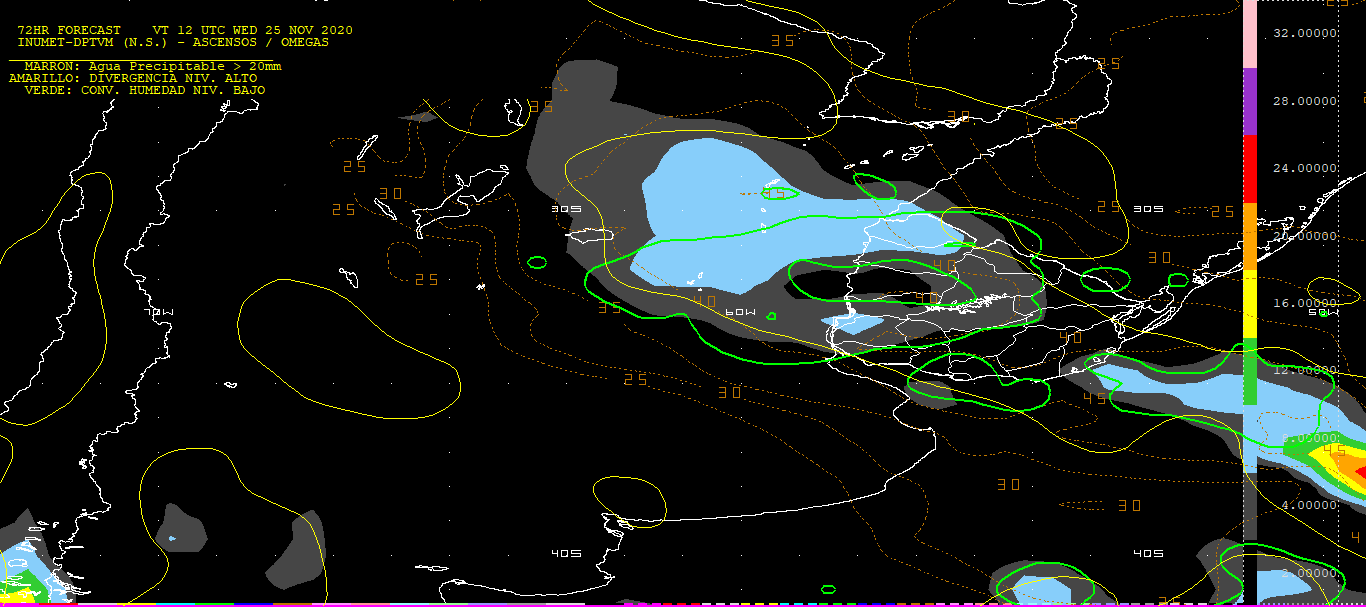 72HR FORECAST VT 12 UTC WED 25 NOV 2020
INUMET-DPTVM (N.S.) - ASCENSOS / OMEGAS
MARRON: Agua Precipitable > 20mm
AMARILLO: DIVERGENCIA NIV. ALTO
VERDE: CONV. HUMEDAD NIV. BAJO
32.00000
28.00000
24.00000
20.00000
16.00000
12.00000
8.00000
4.00000
2.00000
35
25
35
30
25
25
30
25
30S
25
30S
25
30
40
25
35
40
40
70W
60W
50W
40
25
30
45
45
30
30
40S
40S